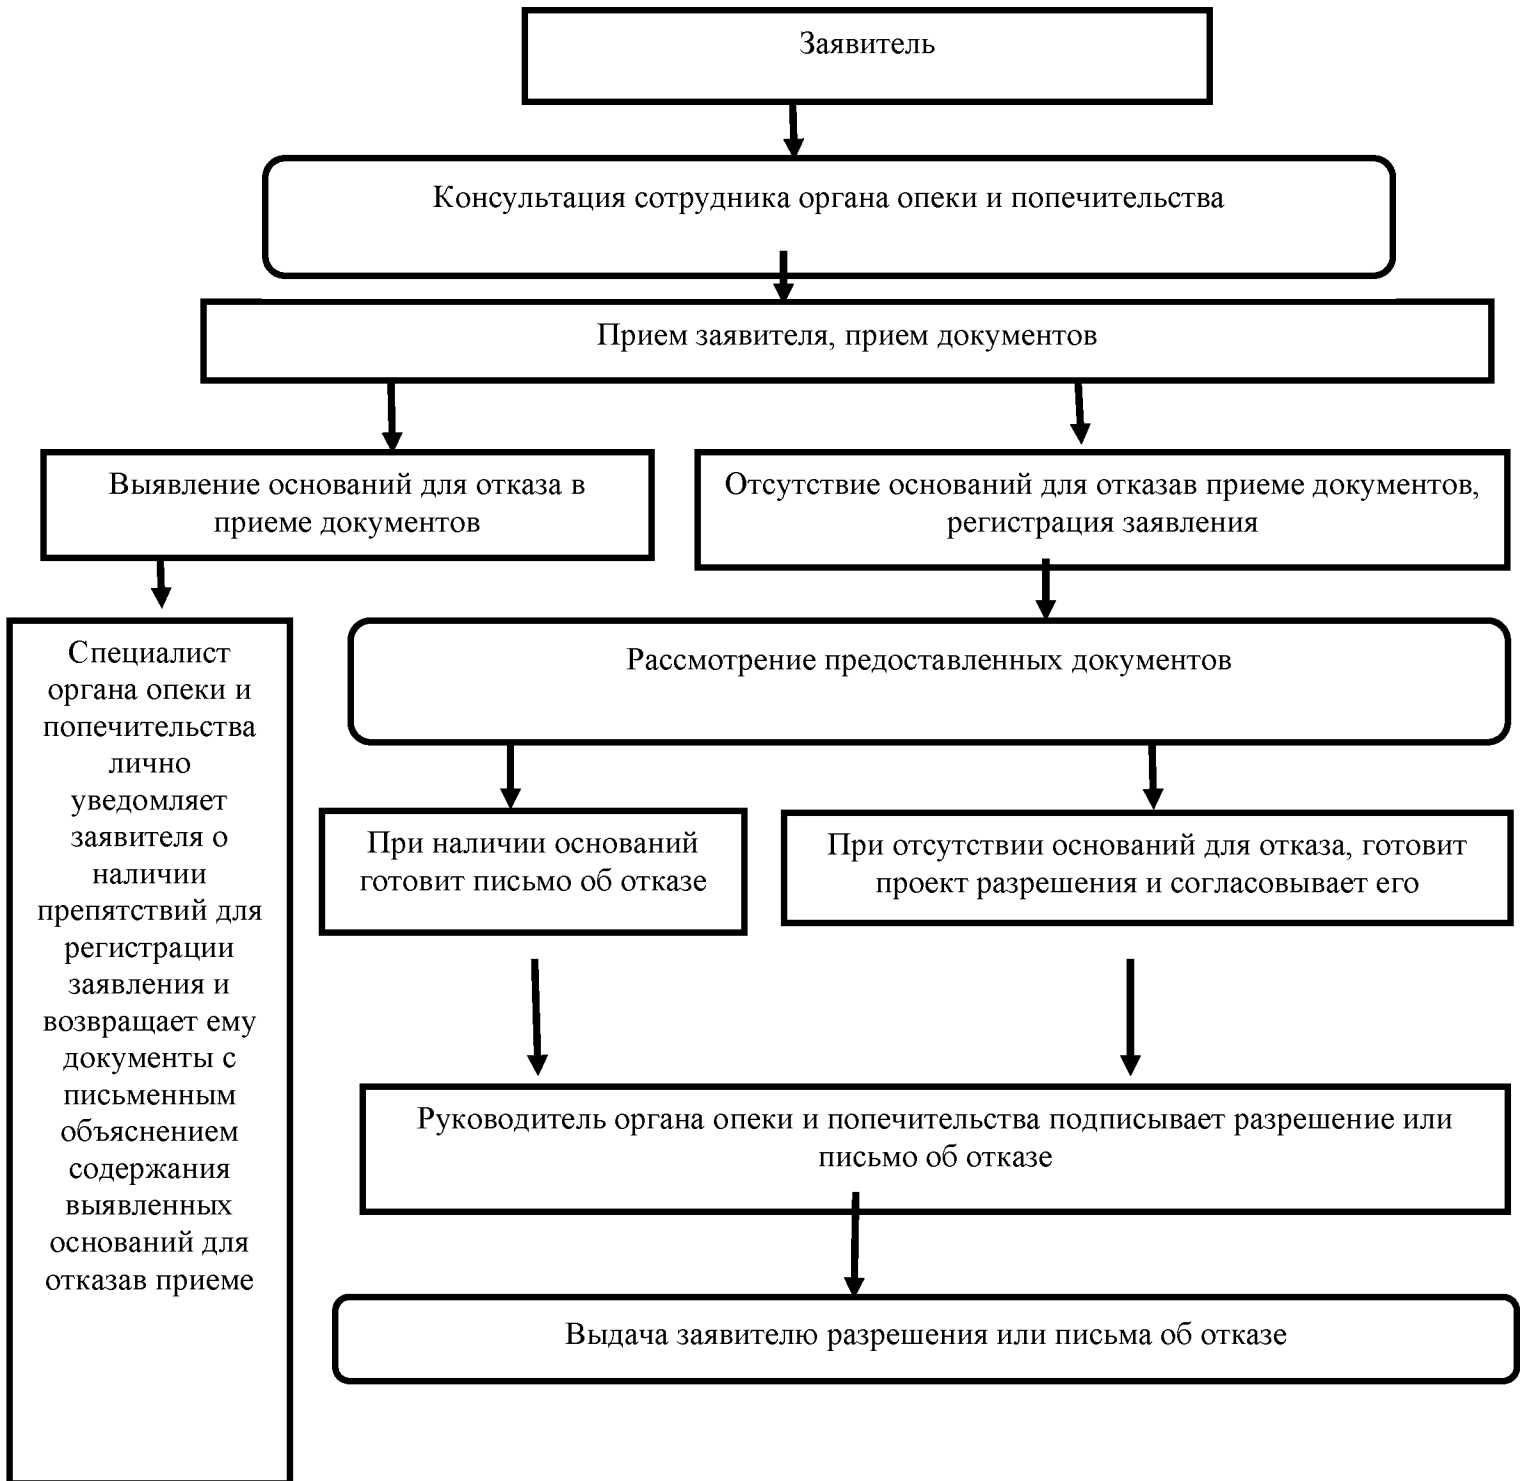 Заявитель
Консультация сотрудника органа опеки и попечительства
Прием заявителя, прием документов
Выявление оснований для отказа в
приеме документов
Отсутствие оснований для отказав приеме документов,
регистрация заявления
Специалист
органа опеки и
попечительства
лично
уведомляет
заявителя о
наличии
препятствий для
регистрации
заявления и
возвращает ему
документы с
письменным
объяснением
содержания
выявленных
оснований для
отказав приеме
Рассмотрение предоставленных документов
При наличии оснований
готовит письмо об отказе
При отсутствии оснований для отказа, готовит
проект разрешения и согласовывает его
Руководитель органа опеки и попечительства подписывает разрешение или
письмо об отказе
Выдача заявителю разрешения или письма об отказе